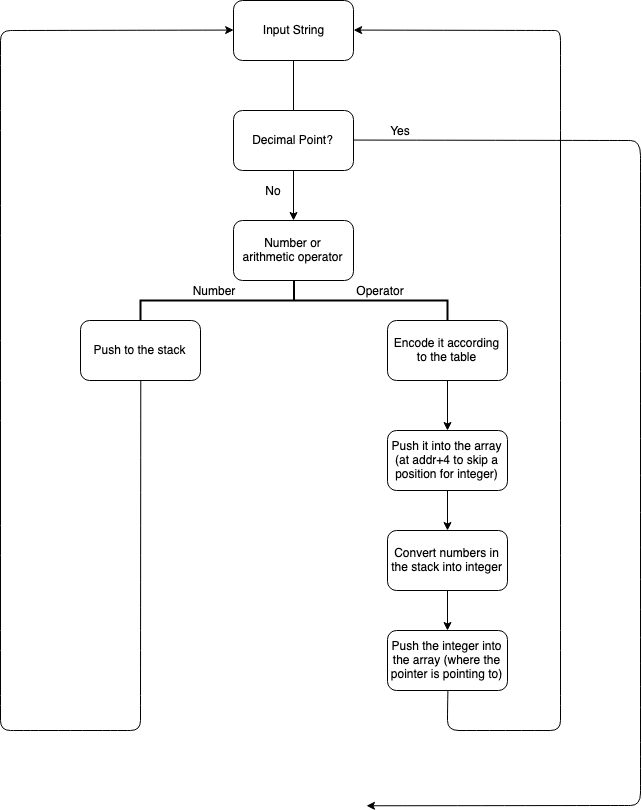 Input String
Decimal Point?
Yes
No
Number or
arithmetic operator
Number
Operator
Push to the stack
Encode it according
to the table
Push it into the array
(at addr+4 to skip a
position for integer)
Convert numbers in
the stack into integer
Push the integer into
the array (where the
pointer is pointing to)